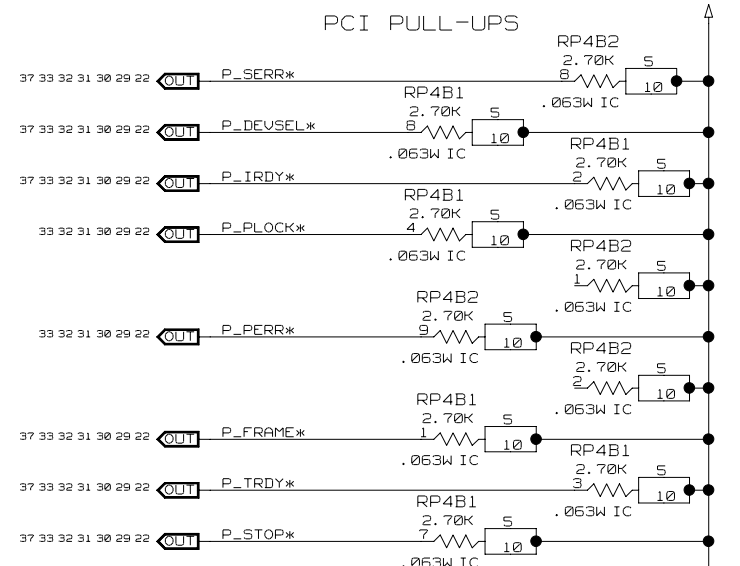 PCI PULL-UPS
RP4B2
2.70K 5
37 33 32 31 30 29 22 OUT P_SERR* 8 10
.063W IC
RP4B1
2.70K 5
37 33 32 31 30 29 22 OUT P_DEVSEL* 8 10
.063W IC
RP4B1
2.70K 5
37 33 32 31 30 29 22 OUT P_IRDY* 2 10
.063W IC
RP4B1
2.70K 5
33 32 31 30 29 22 OUT P_PLOCK* 4 10
.063W IC
RP4B2
2.70K 5
1 10
.063W IC
RP4B2
2.70K 5
33 32 31 30 29 22 OUT P_PERR* 9 10
.063W IC
RP4B2
2.70K 5
2 10
.063W IC
RP4B1
2.70K 5
37 33 32 31 30 29 22 OUT P_FRAME* 1 10
.063W IC
RP4B1
2.70K 5
37 33 32 31 30 29 22 OUT P_TRDY* 3 10
.063W IC
RP4B1
2.70K 5
37 33 32 31 30 29 22 OUT P_STOP* 7 10
.063W IC